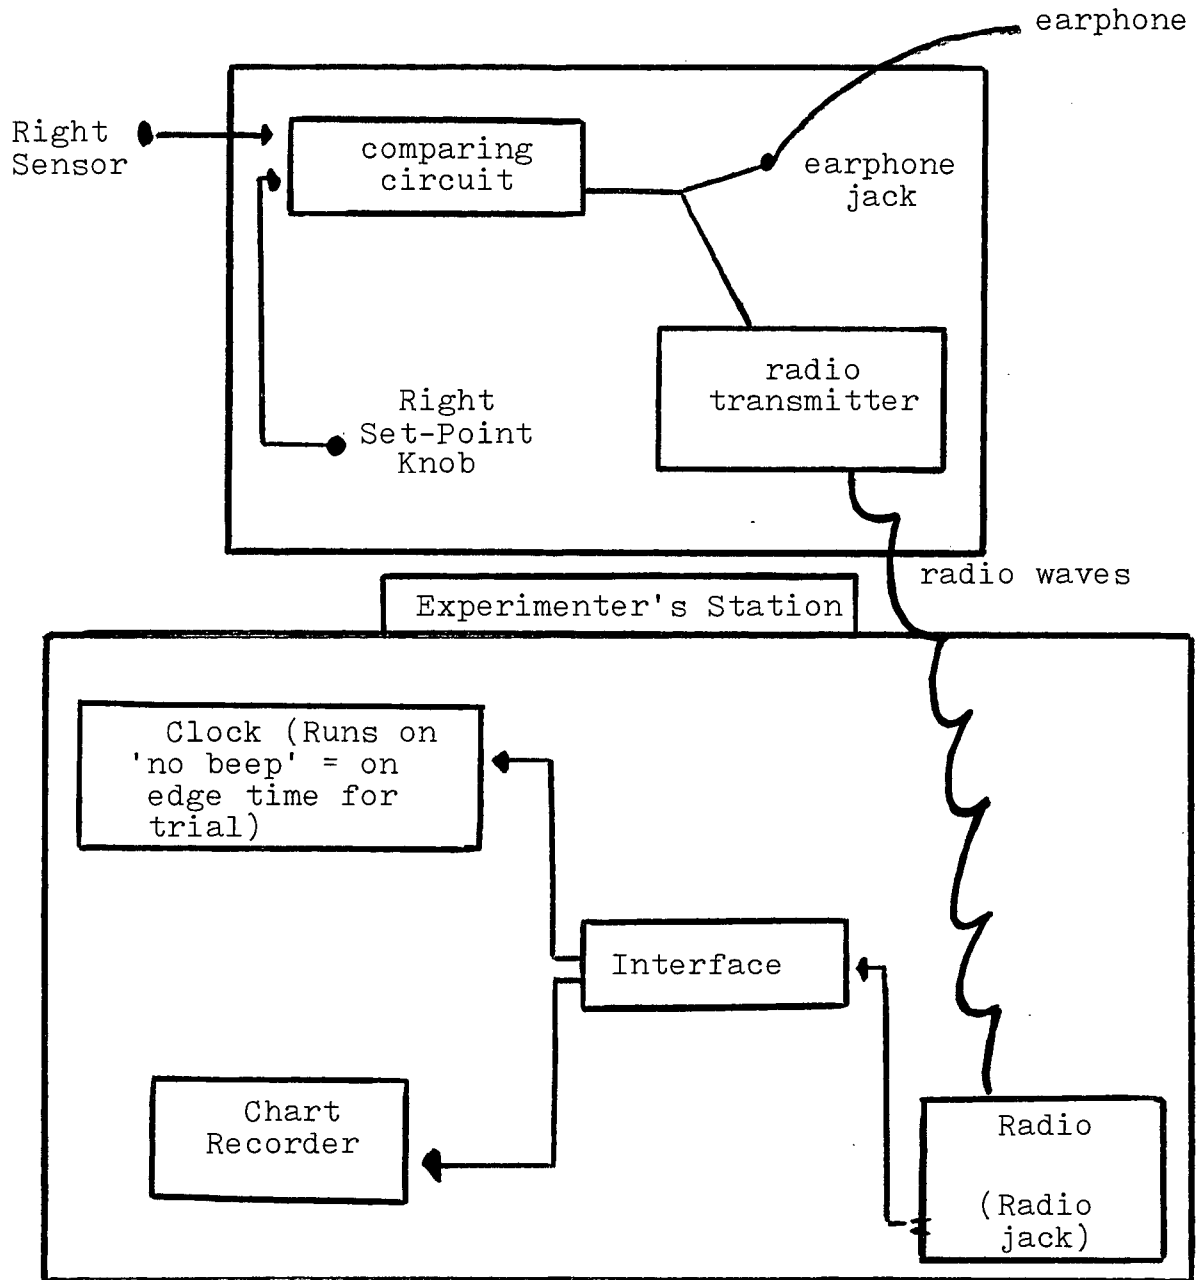 earphone
Right
Sensor
comparing
circuit
earphone
jack
radio
transmitter
Right
Set-Point
Knob
radio waves
Experimenter's Station
Clock (Runs on
'no beep' = on
edge time for
trial)
Interface
Chart
Recorder
Radio
(Radio
jack)